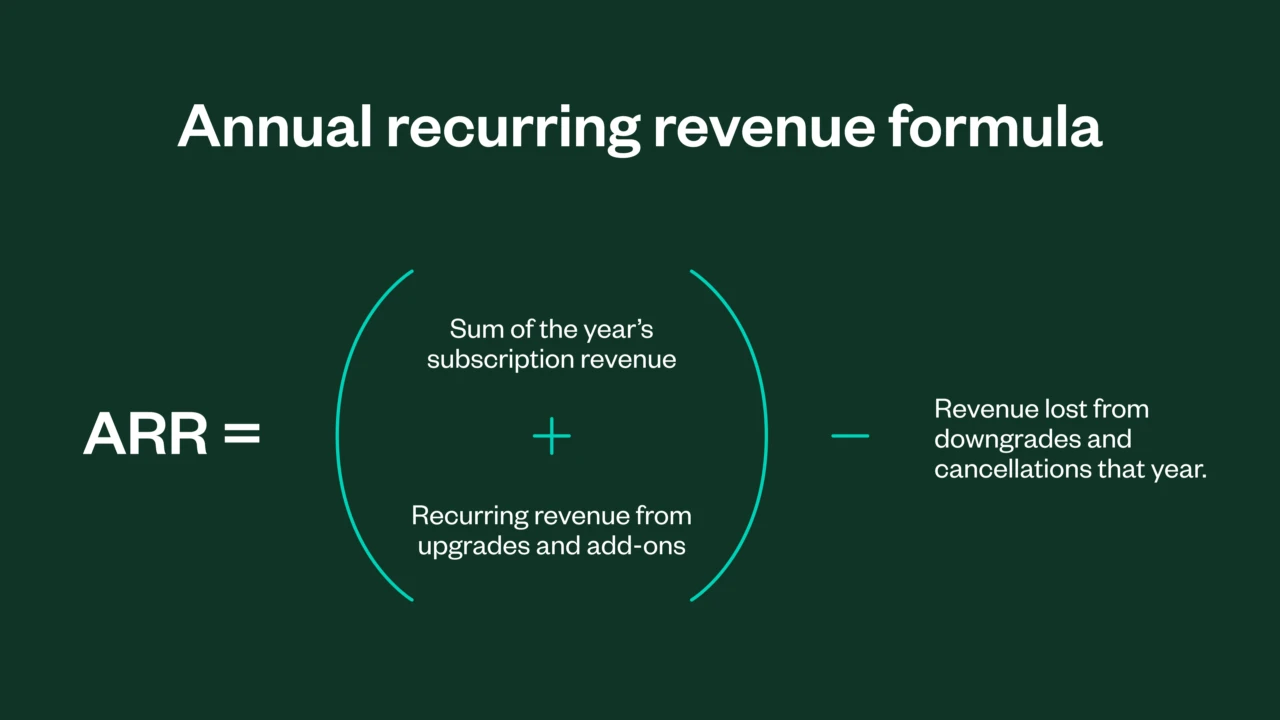 Annual recurring revenue formula
Sum of the year’s
subscription revenue
+
Recurring revenue from
upgrades and add-ons
ARR =
−
Revenue lost from
downgrades and
cancellations that year.